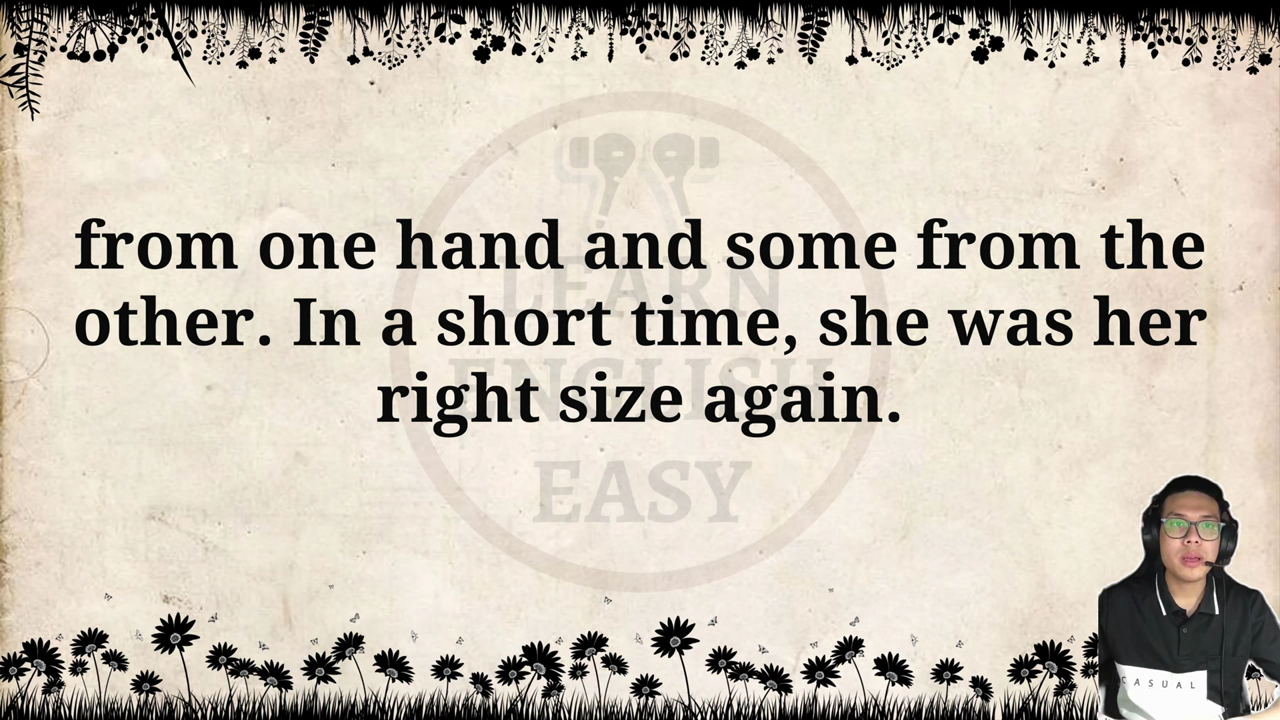 from one hand and some from the
other. In a short time, she was her
right size again.
LEARN
ENGLISH
EASY
CASUAL